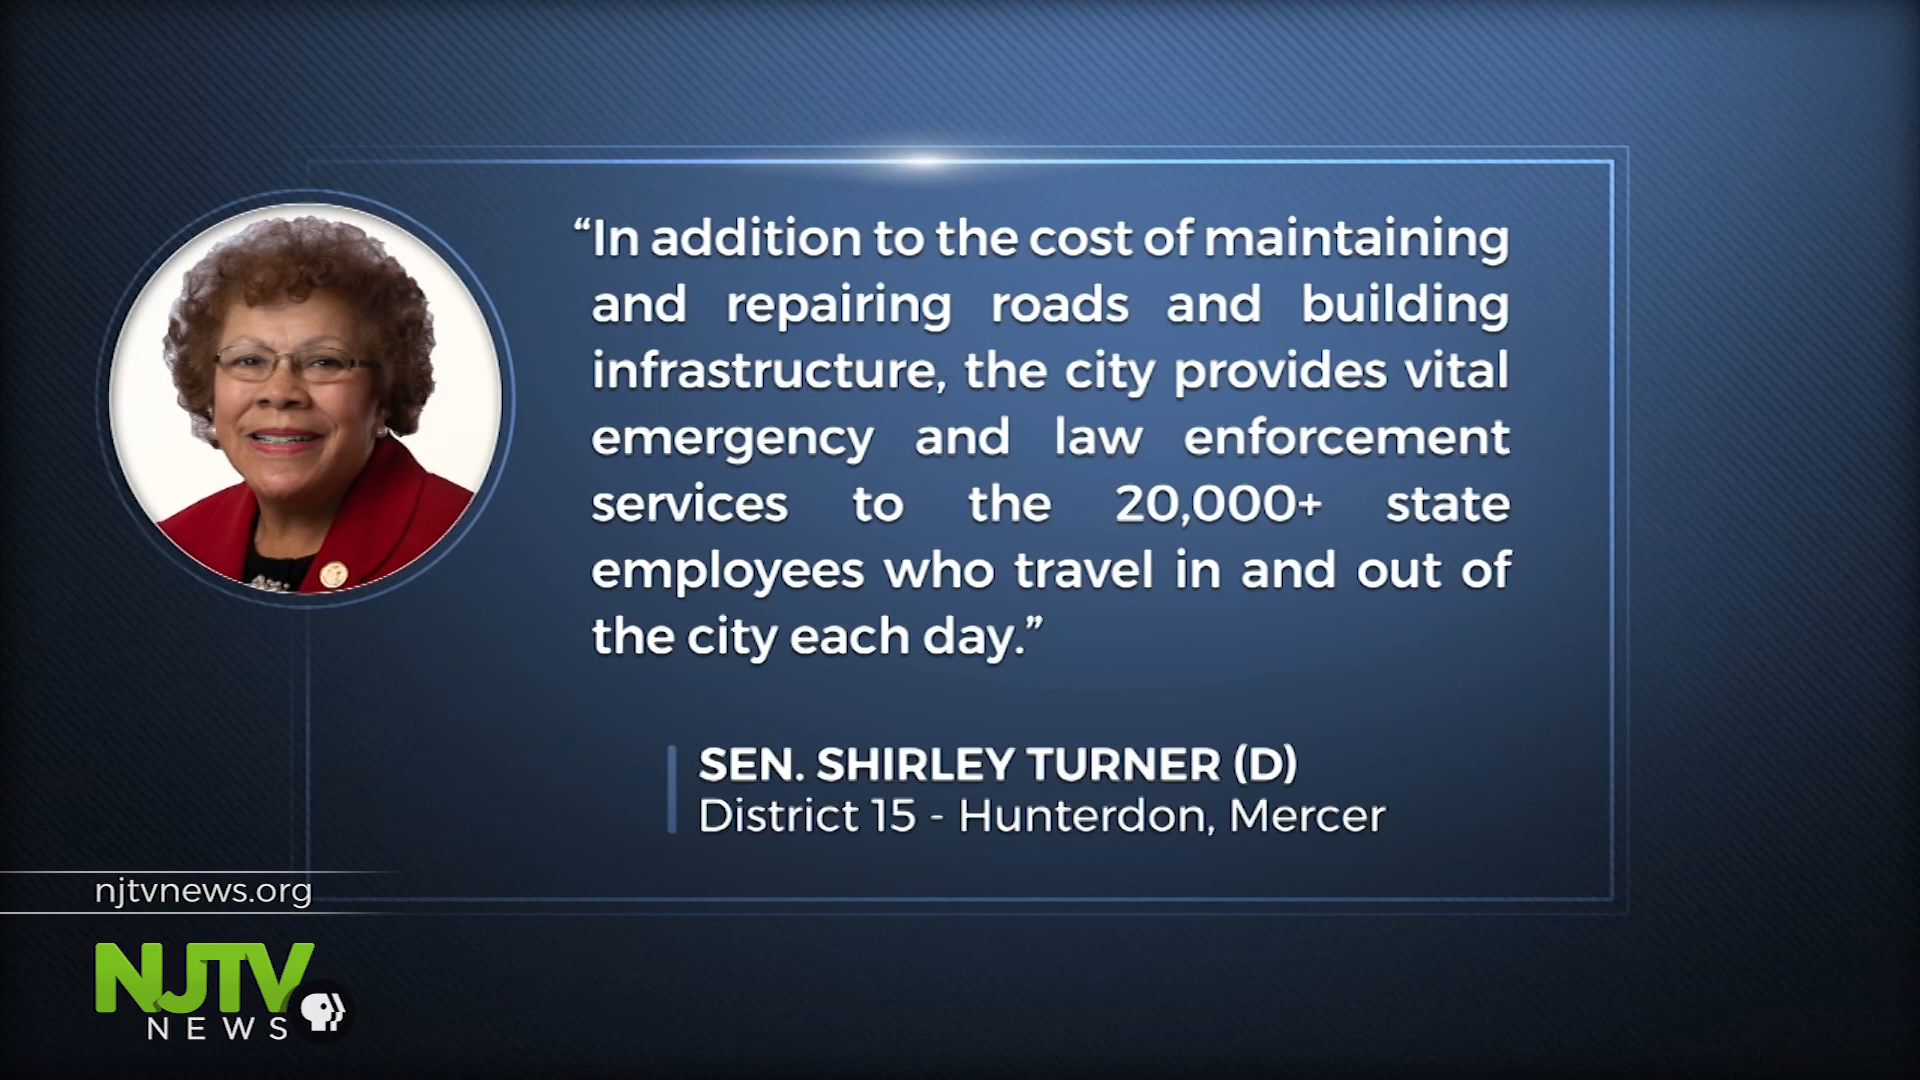 “In addition to the cost of maintaining
and repairing roads and building
infrastructure, the city provides vital
emergency and law enforcement
services to the 20,000+ state
employees who travel in and out of
the city each day.”
SEN. SHIRLEY TURNER (D)
District 15 - Hunterdon, Mercer
njtvnews.org
NJTV
NEWS